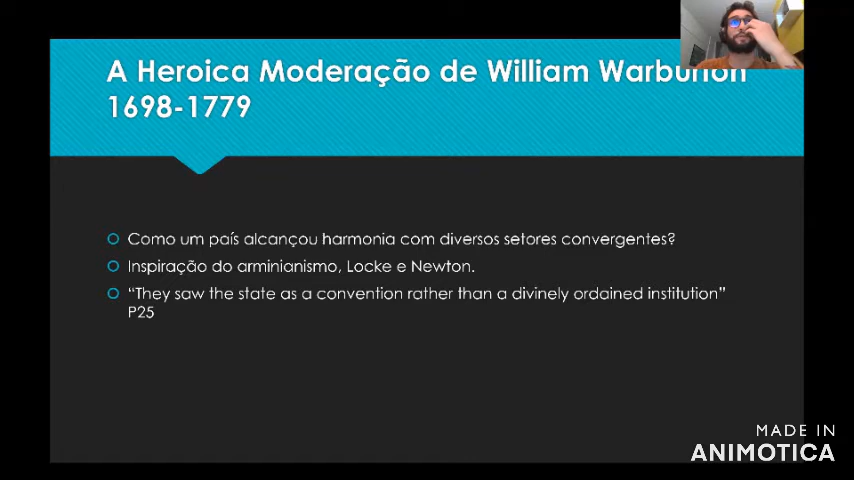 A Heroica Moderação de William Warburton
1698-1779
Como um país alcançou harmonia com diversos setores convergentes?
Inspiração do arminianismo, Locke e Newton.
“They saw the state as a convention rather than a divinely ordained institution”
P25
MADE IN
ANIMOTICA